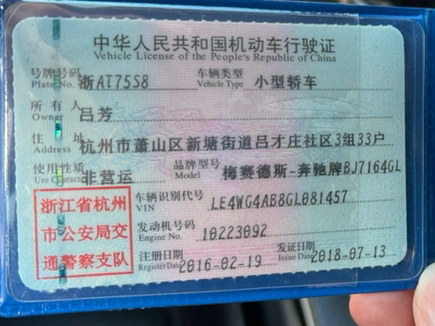 中华人民共和国机动车行驶证
Vehicle License of the People's Republic of China
号牌号码 浙AT75S8 车辆类型 小型轿车
Plate No. Vehicle Type
所有人 吕芳
Owner
住址 杭州市萧山区新塘街道吕才庄社区3组33户
Address
使用性质 非营运 品牌型号 梅赛德斯-奔驰牌BJ7164GL
Use Character Model
浙江省杭州
市公安局交
通警察支队
车辆识别代号 LE4WG4AB8GL081457
VIN
发动机号码 10223092
Engine No.
注册日期 2016-02-19 发证日期 2018-07-13
Register Date Issue Date